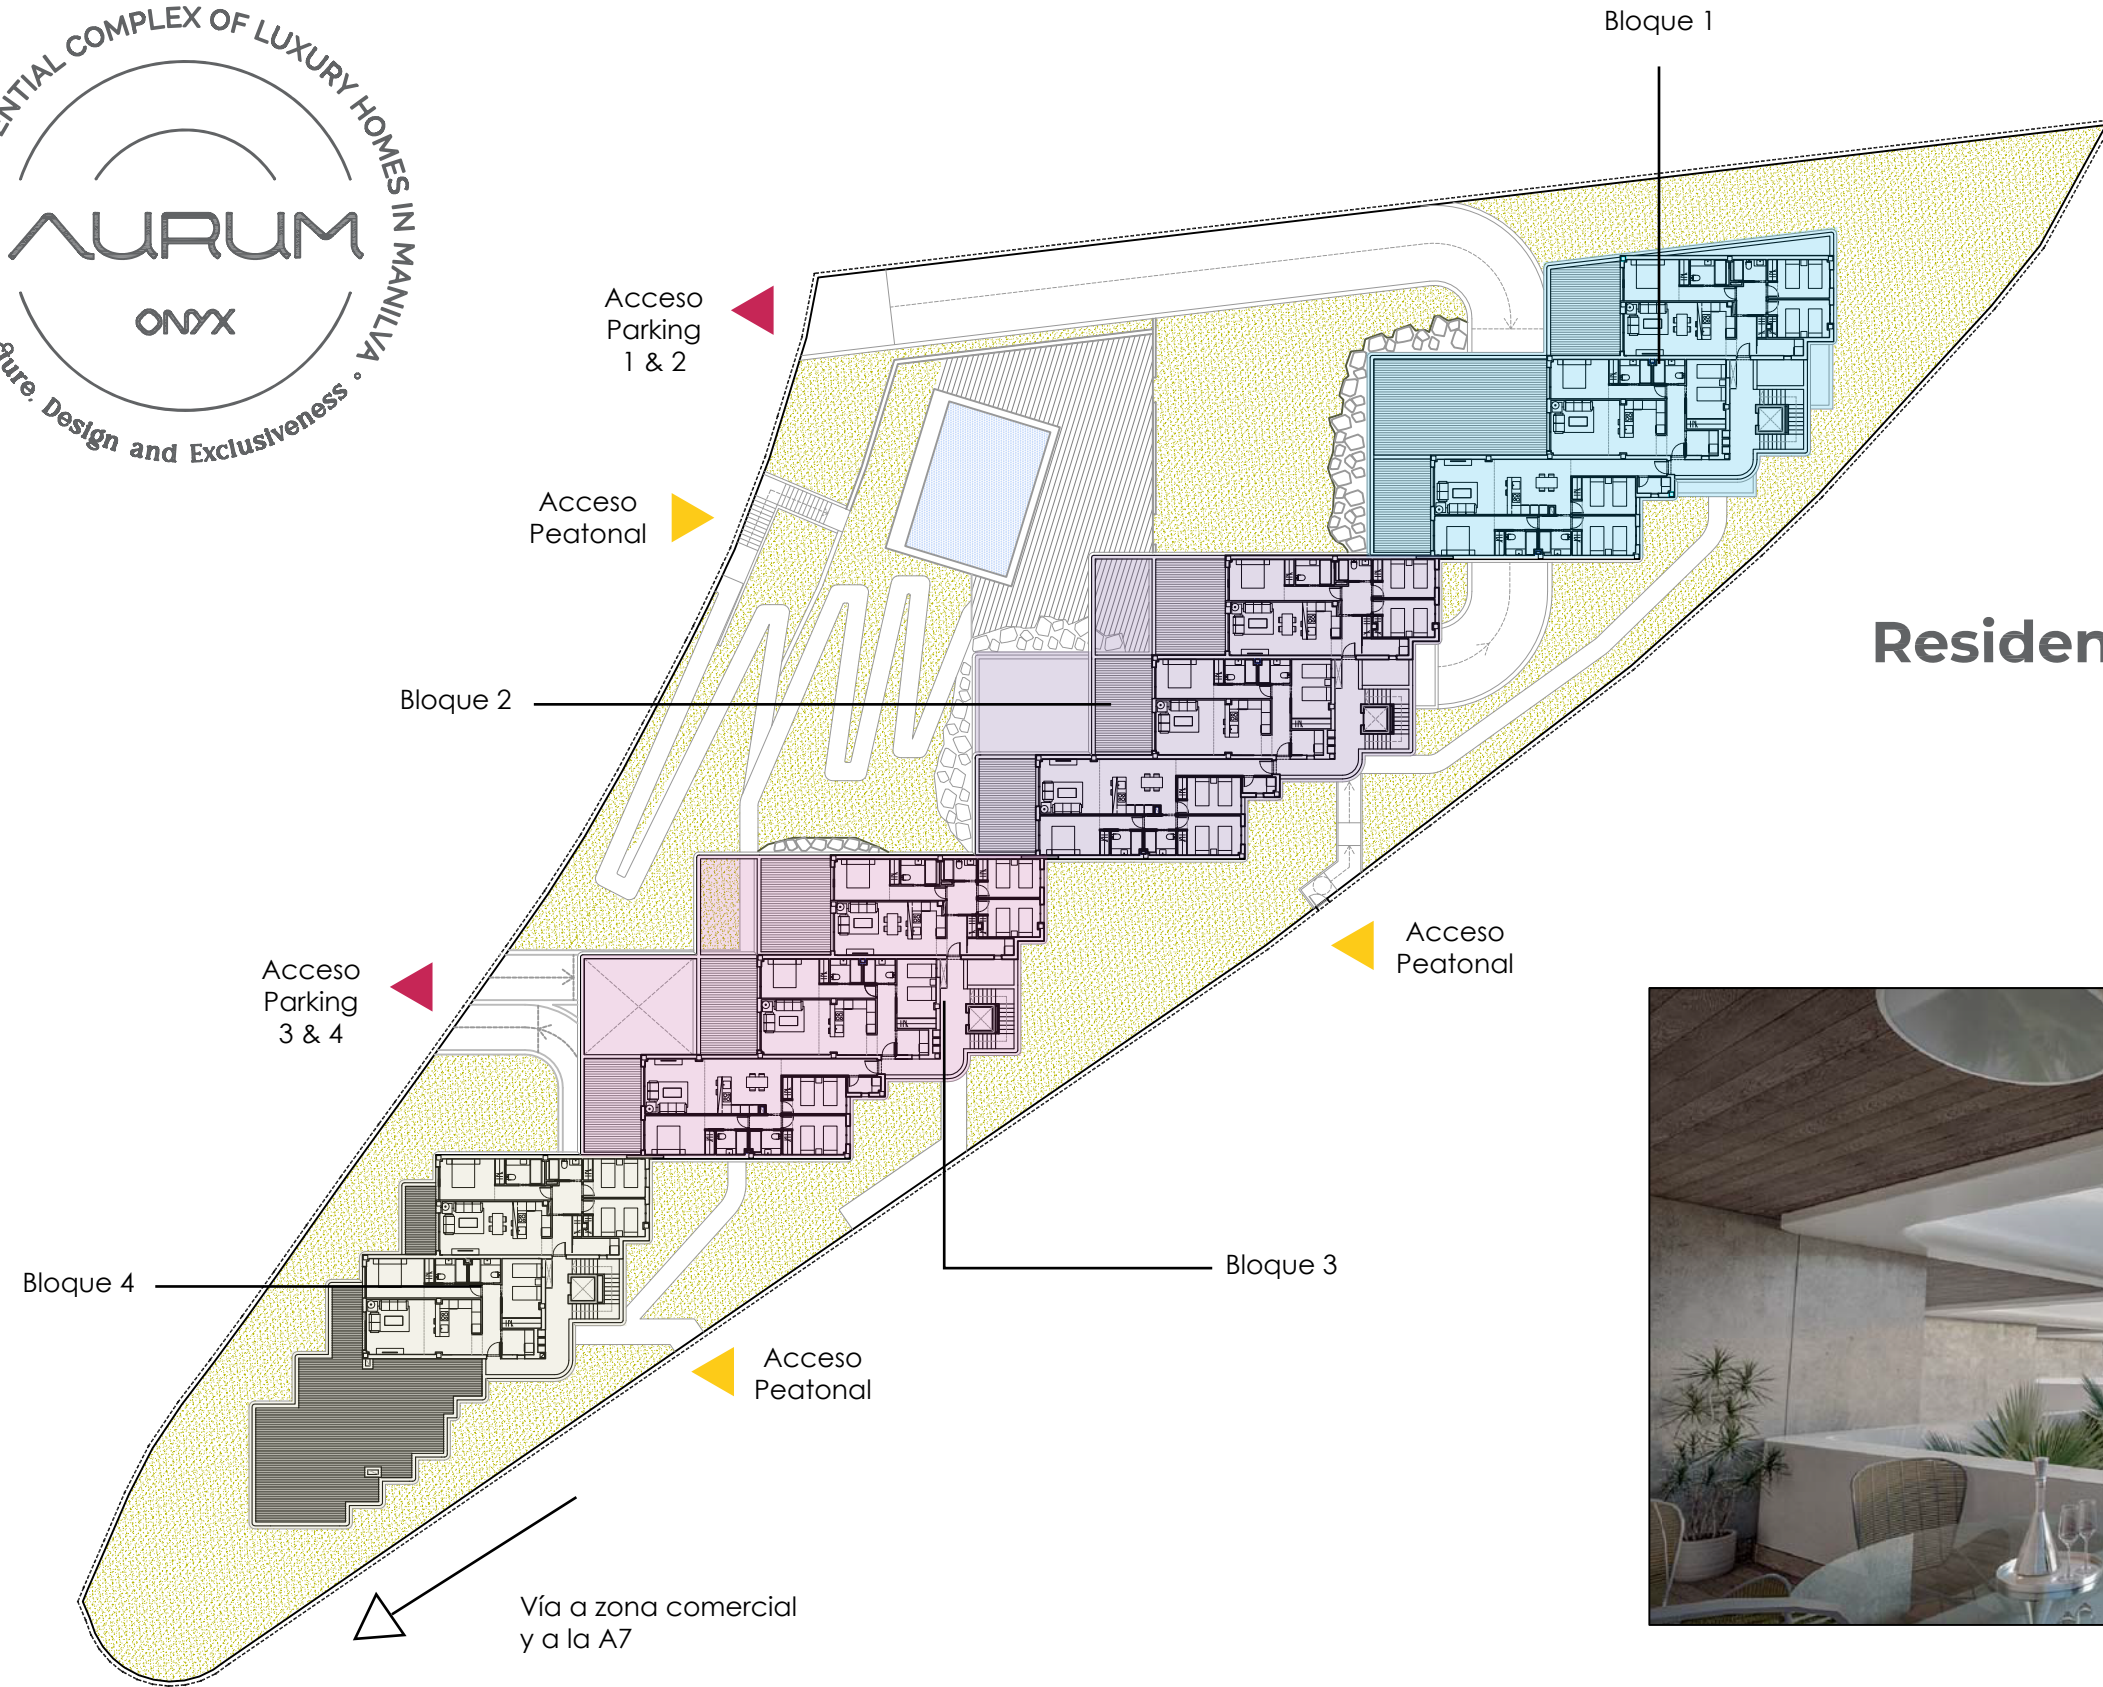 COMPLEX OF LUXURY HOMES IN MANILVA
AURUM
ONYX
Design and Exclusiveness
Bloque 1
Acceso
Parking
1 & 2
Acceso
Peatonal
Bloque 2
Acceso
Peatonal
Acceso
Parking
3 & 4
Bloque 3
Bloque 4
Acceso
Peatonal
Vía a zona comercial
y a la A7